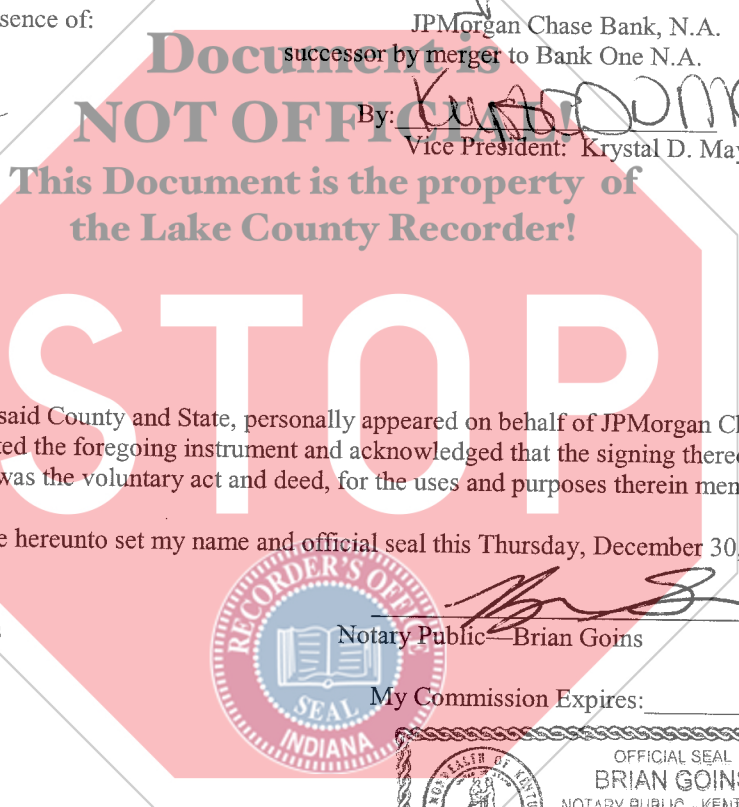 sence of:
JPMorgan Chase Bank, N.A.
successor by merger to Bank One N.A.
Document is
NOT OFFICIAL!
This Document is the property of
the Lake County Recorder!
By:
Vice President: Krystal D. May
STOP
said County and State, personally appeared on behalf of JPMorgan Ch
ted the foregoing instrument and acknowledged that the signing there
was the voluntary act and deed, for the uses and purposes therein men
e hereunto set my name and official seal this Thursday, December 30,
RECORDER'S OFFICE
SEAL
INDIANA
Notary Public—Brian Goins
My Commission Expires:
OFFICIAL SEAL
BRIAN GOINS
NOTARY PUBLIC - KENT